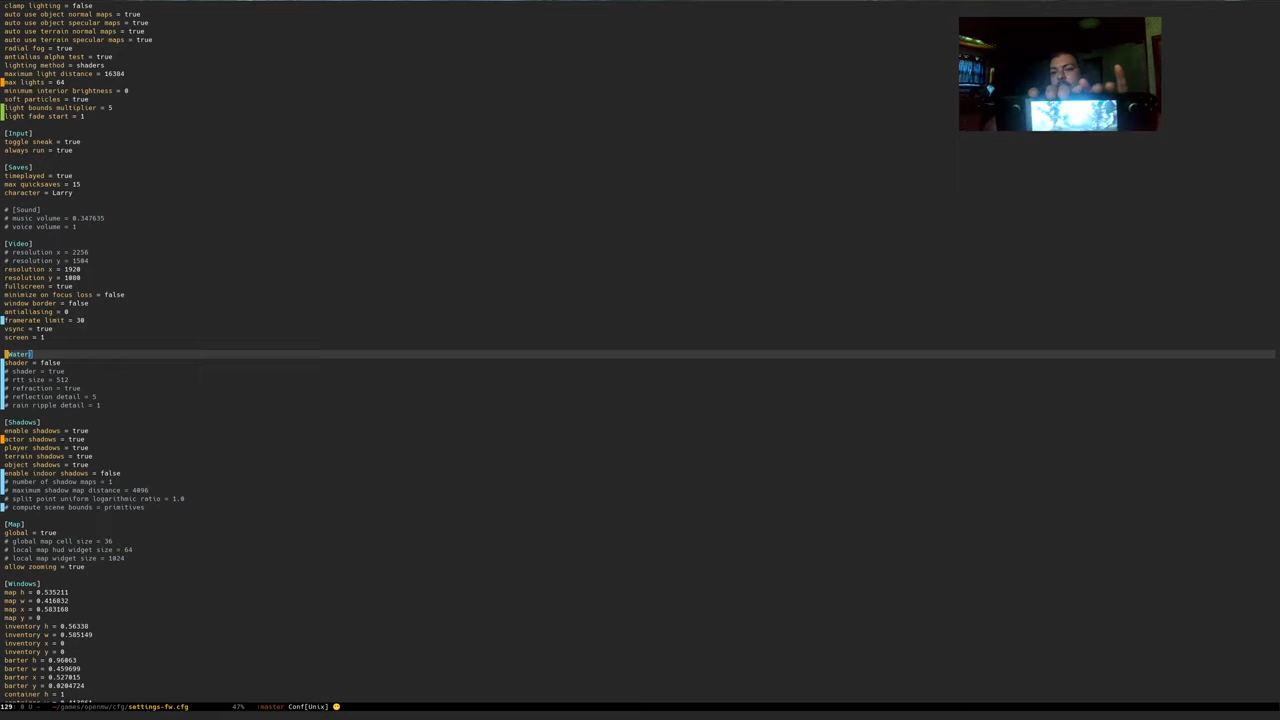 clamp lighting = false
auto use object normal maps = true
auto use object specular maps = true
auto use terrain normal maps = true
auto use terrain specular maps = true
radial fog = true
antialias alpha test = true
lighting method = shaders
maximum light distance = 16384
max lights = 64
minimum interior brightness = 0
soft particles = true
light bounds multiplier = 5
light fade start = 1
[Input]
toggle sneak = true
always run = true
[Saves]
timeplayed = true
max quicksaves = 15
character = Larry
# [Sound]
# music volume = 0.347635
# voice volume = 1
[Video]
# resolution x = 2256
# resolution y = 1504
resolution x = 1920
resolution y = 1080
fullscreen = true
minimize on focus loss = false
window border = false
antialiasing = 0
framerate limit = 30
vsync = true
screen = 1
[Water]
shader = false
# shader = true
# rtt size = 512
# refraction = true
# reflection detail = 5
# rain ripple detail = 1
[Shadows]
enable shadows = true
actor shadows = true
player shadows = true
terrain shadows = true
object shadows = true
enable indoor shadows = false
# number of shadow maps = 1
# maximum shadow map distance = 4096
# split point uniform logarithmic ratio = 1.0
# compute scene bounds = primitives
[Map]
global = true
# global map cell size = 36
# local map hud widget size = 64
# local map widget size = 1024
allow zooming = true
[Windows]
map h = 0.535211
map w = 0.416832
map x = 0.583168
map y = 0
inventory h = 0.56338
inventory w = 0.585149
inventory x = 0
inventory y = 0
barter h = 0.96063
barter w = 0.459699
barter x = 0.527015
barter y = 0.0204724
container h = 1
129: 0 U - ~/games/openmw/cfg/settings-fw.cfg 47% :master Conf[Unix]